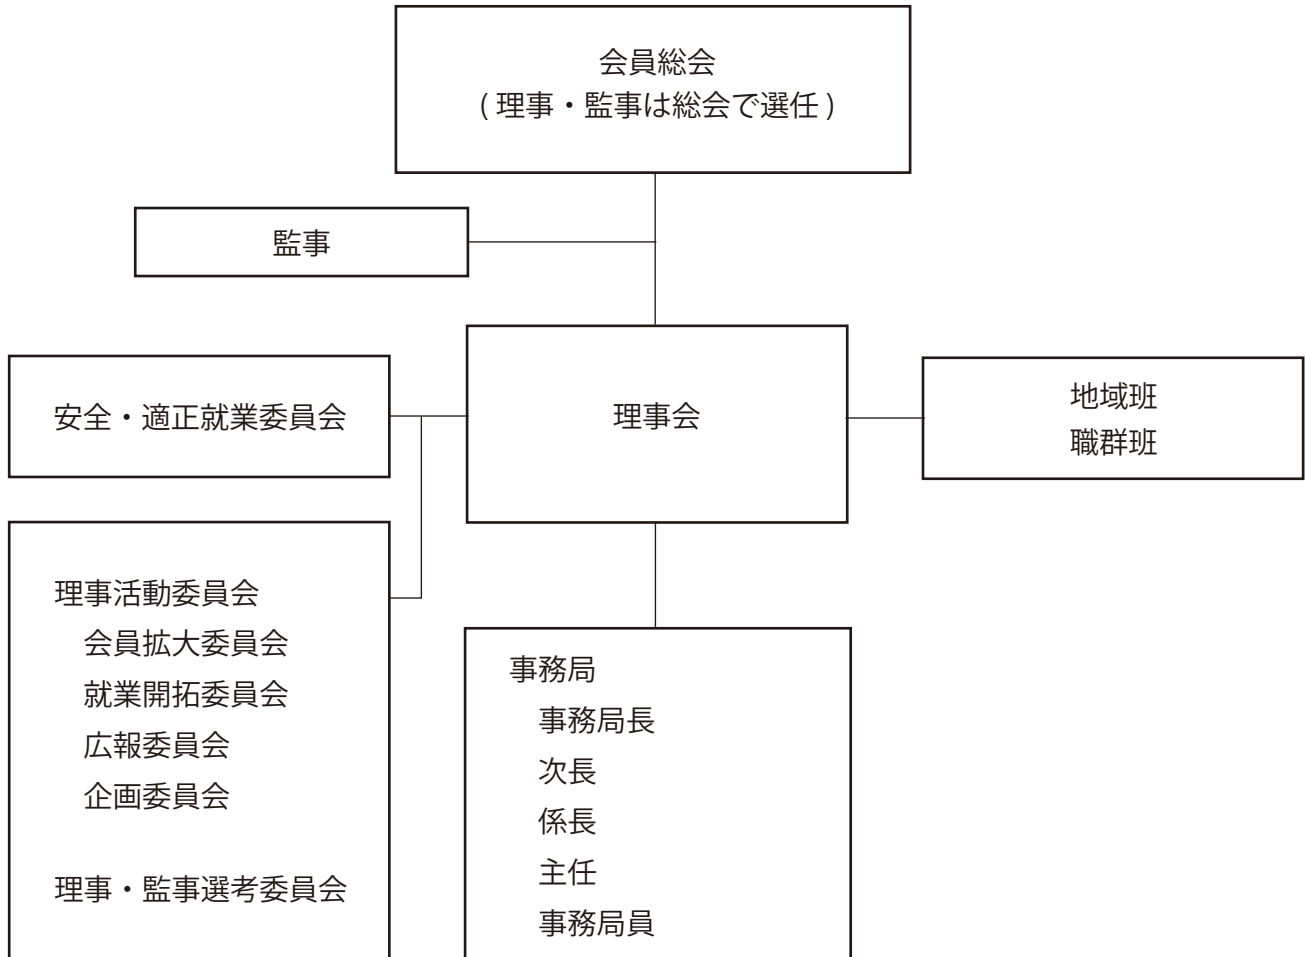 会員総会
(理事・監事は総会で選任)
監事
安全・適正就業委員会
理事会
地域班
職群班
理事活動委員会
会員拡大委員会
就業開拓委員会
広報委員会
企画委員会
理事・監事選考委員会
事務局
事務局長
次長
係長
主任
事務局員